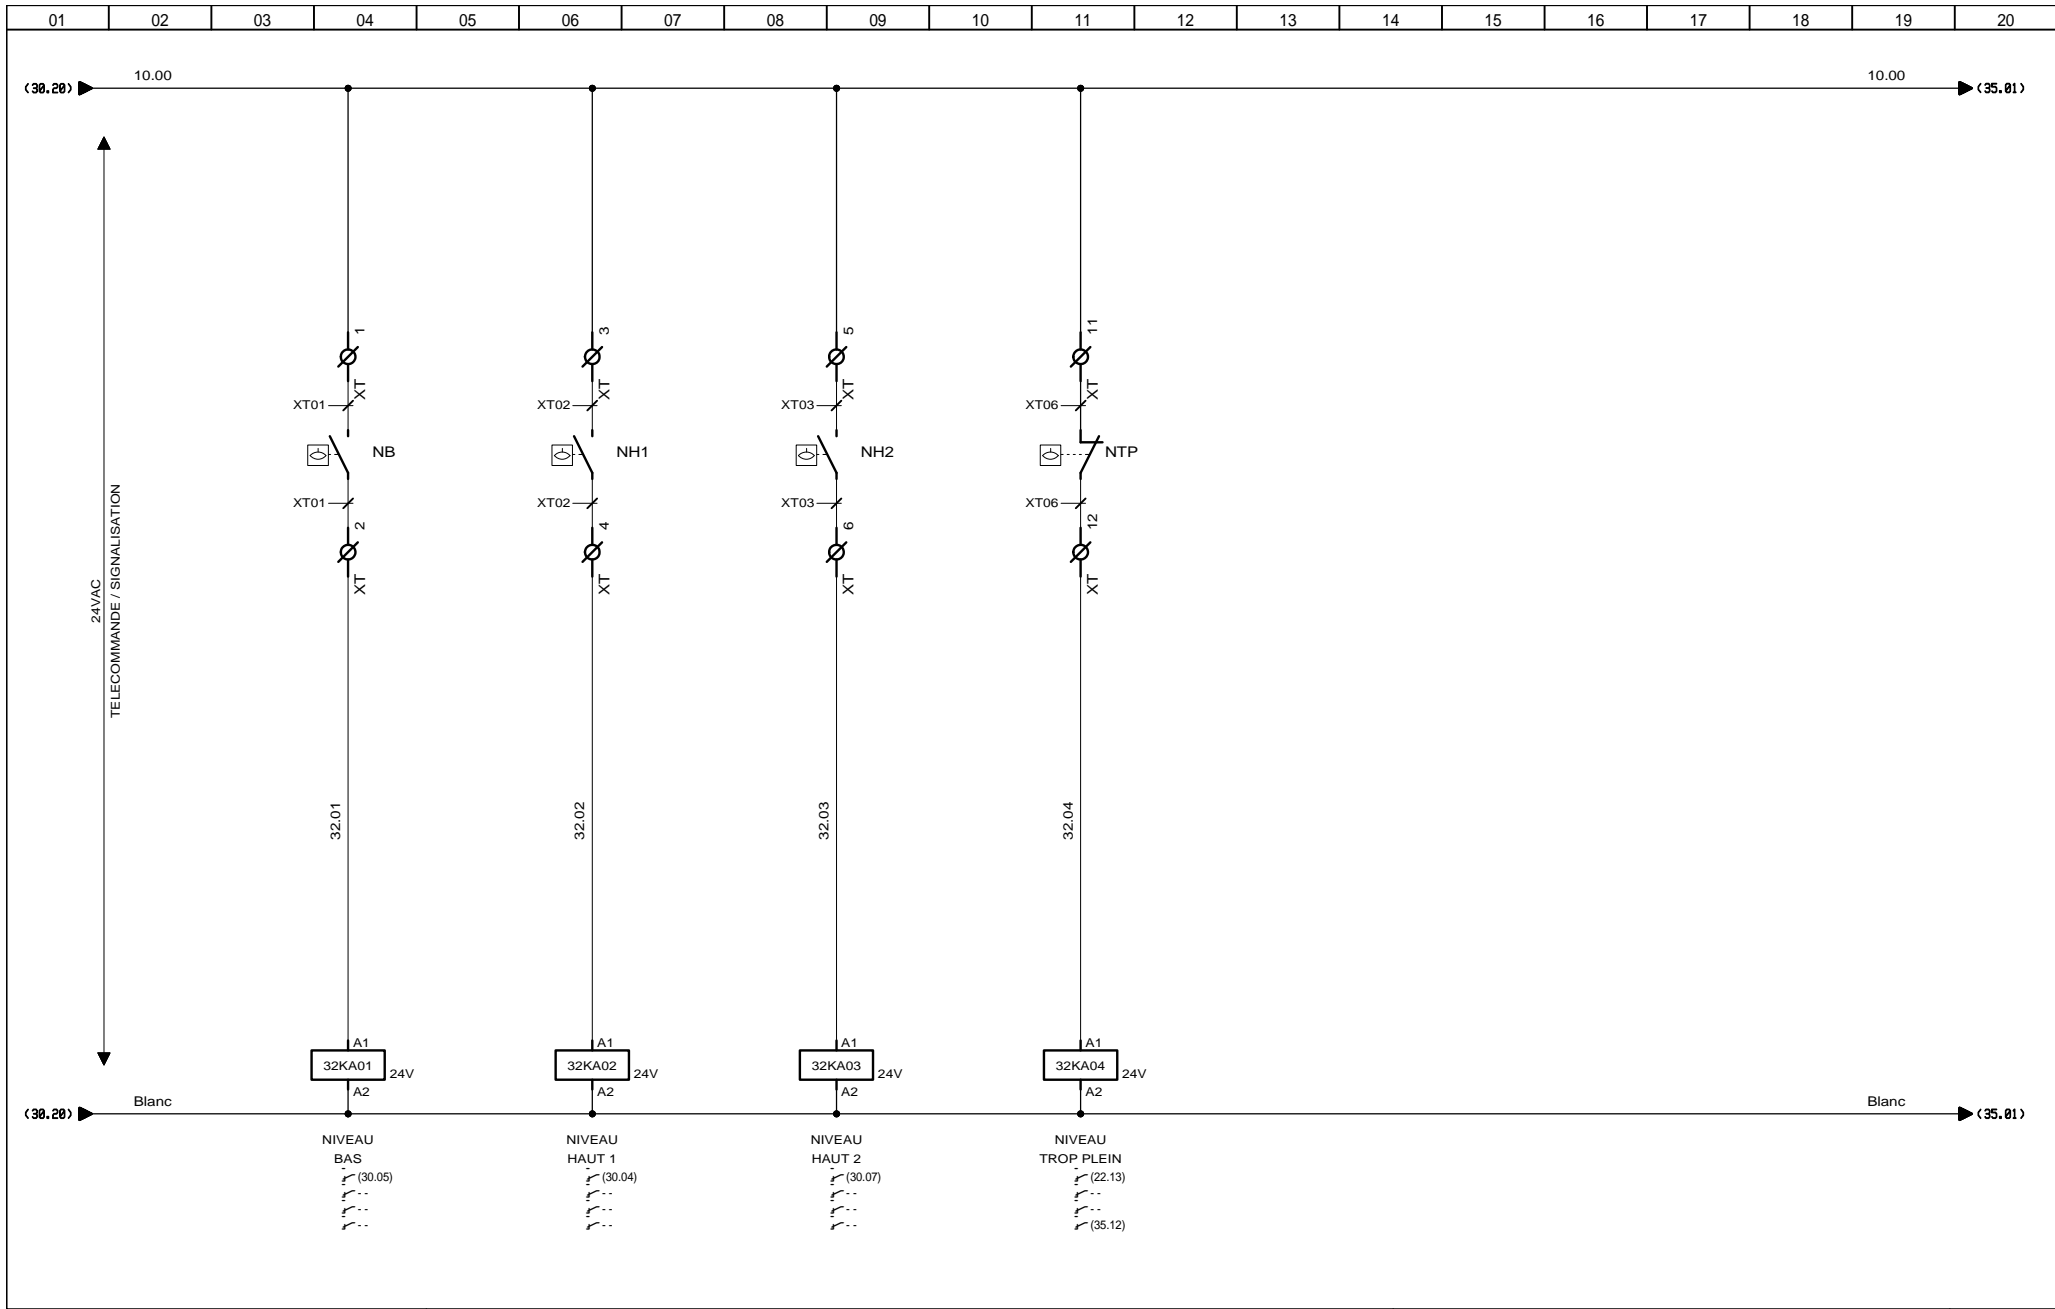 01 02 03 04 05 06 07 08 09 10 11 12 13 14 15 16 17 18 19 20
10.00 10.00
(30.20) (35.01)
24VAC
TELECOMMANDE / SIGNALISATION
1 3 5 11
XT XT XT XT
XT01 XT02 XT03 XT06
NB NH1 NH2 NTP
XT01 XT02 XT03 XT06
2 4 6 12
XT XT XT XT
32.01 32.02 32.03 32.04
A1 A1 A1 A1
32KA01 24V 32KA02 24V 32KA03 24V 32KA04 24V
A2 A2 A2 A2
Blanc Blanc
(30.20) (35.01)
NIVEAU NIVEAU NIVEAU NIVEAU
BAS HAUT 1 HAUT 2 TROP PLEIN
(30.05) (30.04) (30.07) (22.13)
-- -- -- --
-- -- -- --
-- -- -- (35.12)